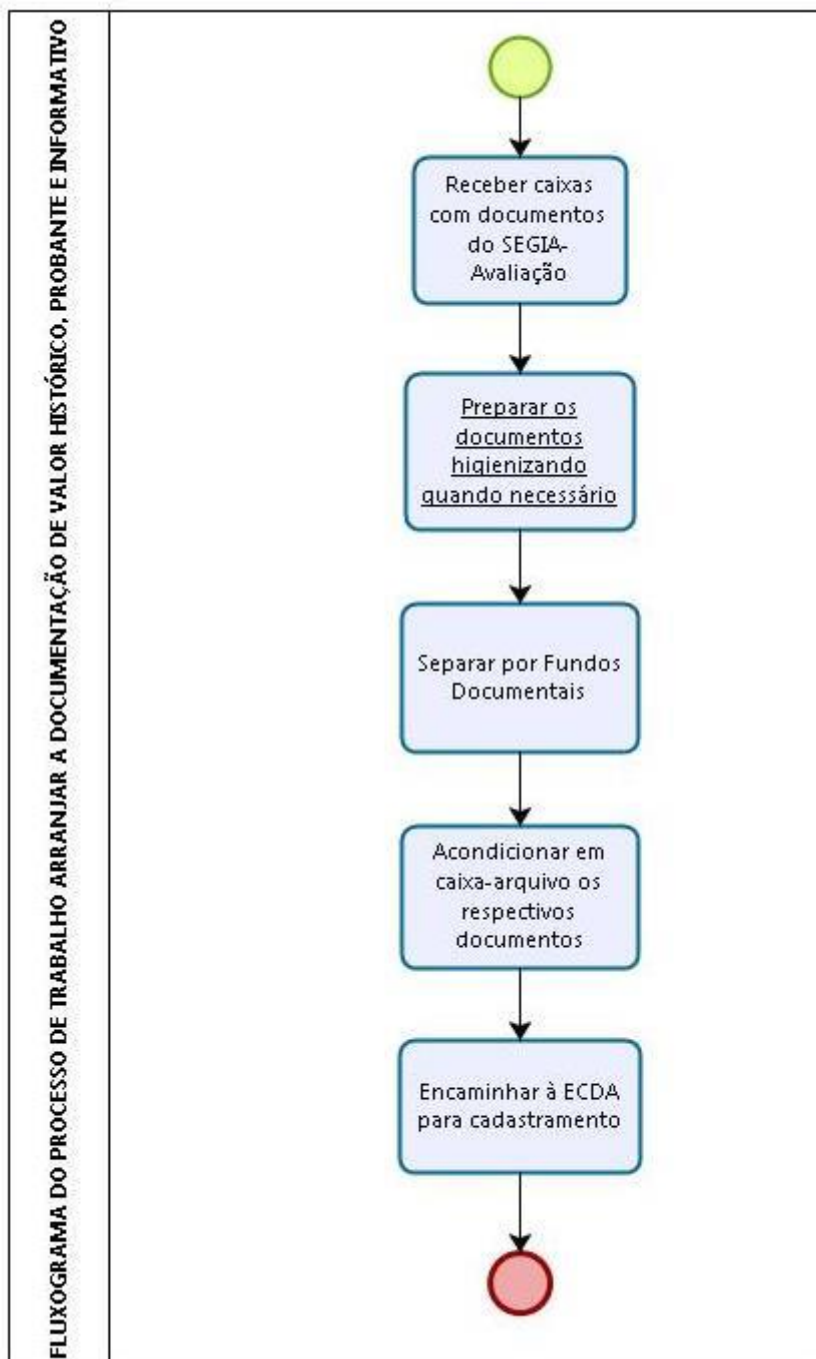 FLUXOGRAMA DO PROCESSO DE TRABALHO ARRANJAR A DOCUMENTAÇÃO DE VALOR HISTÓRICO, PROBANTE E INFORMATIVO
Receber caixas
com documentos
do SEGIA-
Avaliação
Preparar os
documentos
higienizando
quando necessário
Separar por Fundos
Documentais
Acondicionar em
caixa-arquivo os
respectivos
documentos
Encaminhar à ECDA
para cadastramento